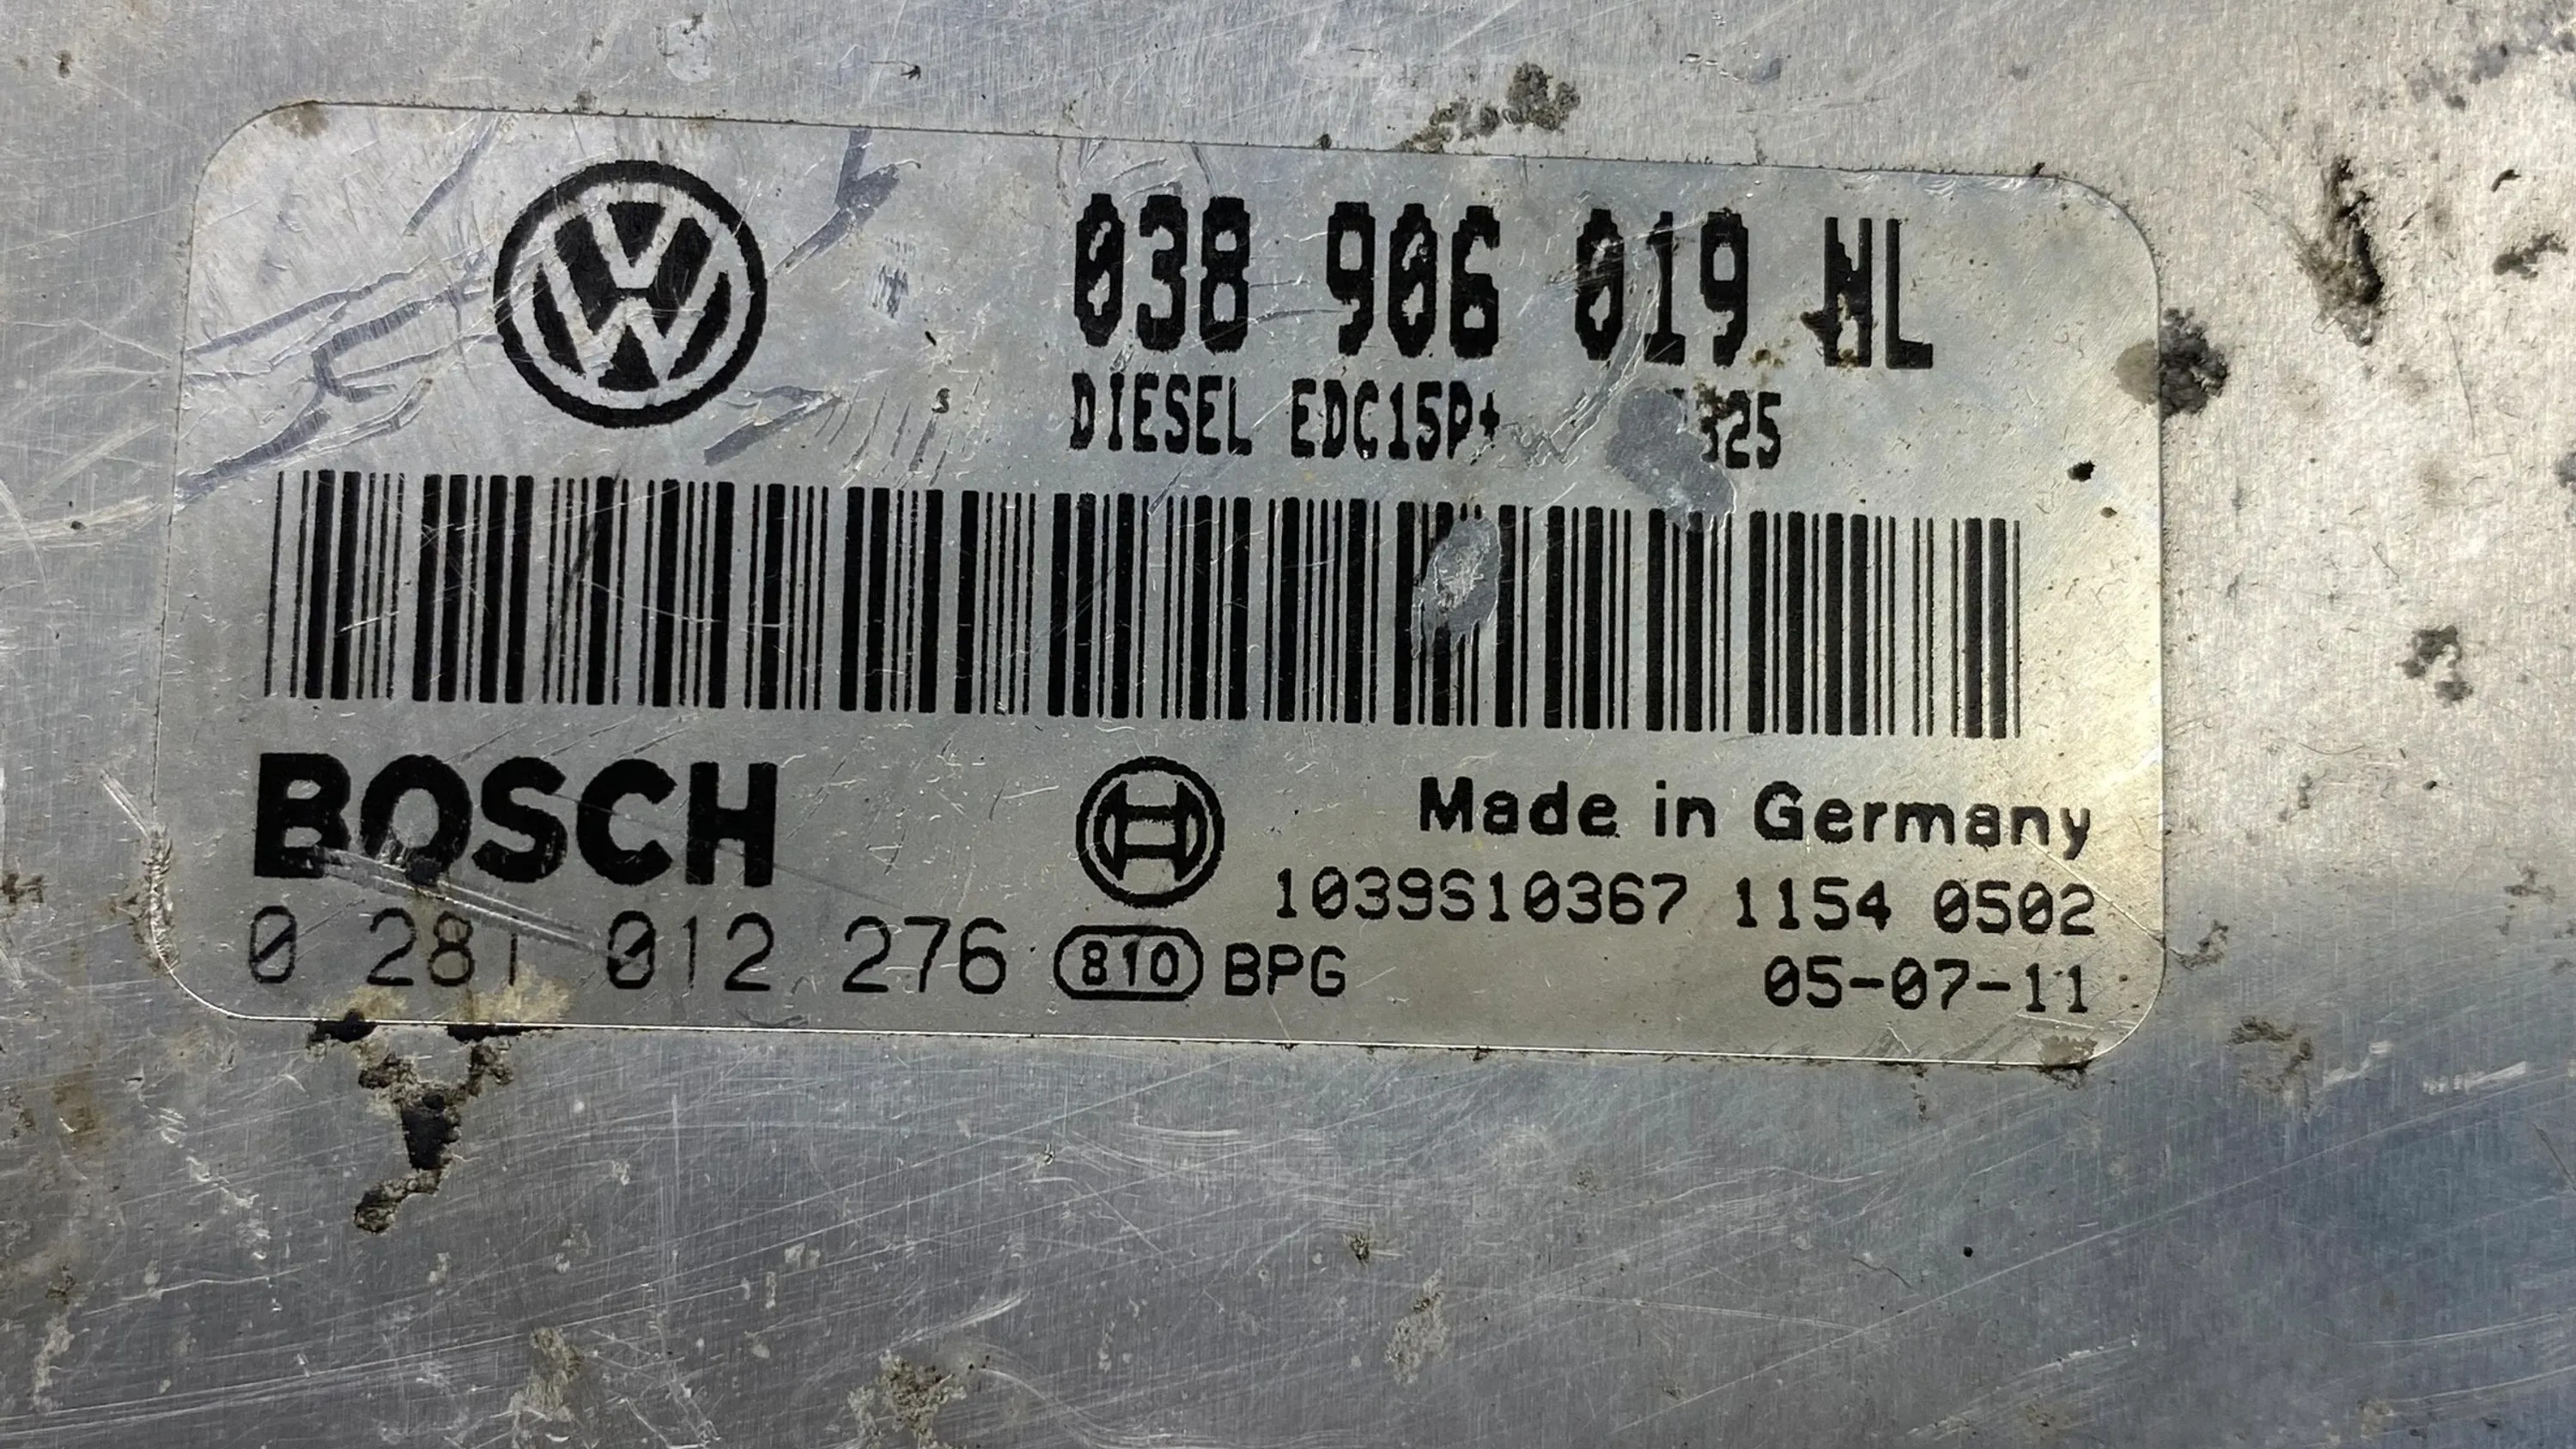 038 906 019 NL
DIESEL EDC15P+
BOSCH
Made in Germany
1039S10367 1154 0502
0 281 012 276 810 BPG
05-07-11